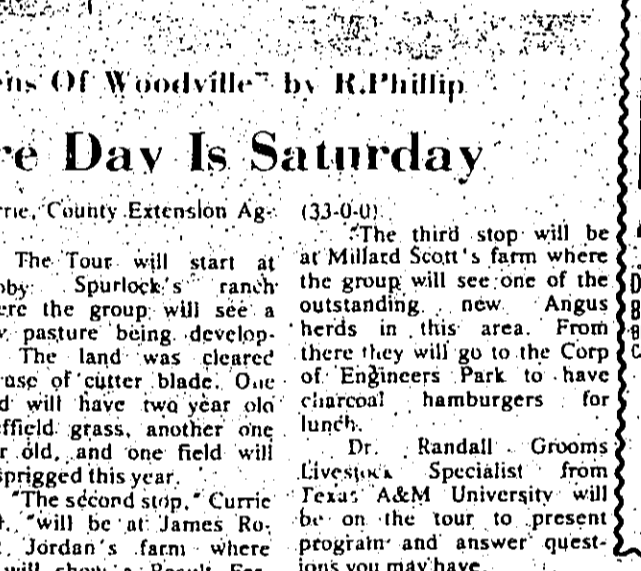 ns Of Woodville" by R.Phillip
re Day Is Saturday
rrie, County Extension Ag-
The Tour will start at
oby Spurlock's ranch
ere the group will see a
w pasture being develop-
The land was cleared
use of cutter blade. One
d will have two year old
ffield grass, another one
r old, and one field will
sprigged this year.
"The second stop," Currie
"will be at James Ro-
Jordan's farm where
will show a Result
(33-0-0)
"The third stop will be
at Millard Scott's farm where
the group will see one of the
outstanding new Angus
herds in this area. From
there they will go to the Corp
of Engineers Park to have
charcoal hamburgers for
lunch.
Dr. Randall Grooms
Livestock Specialist from
Texas A&M University will
be on the tour to present
program and answer quest-
ions you may have.
D
B
8
C